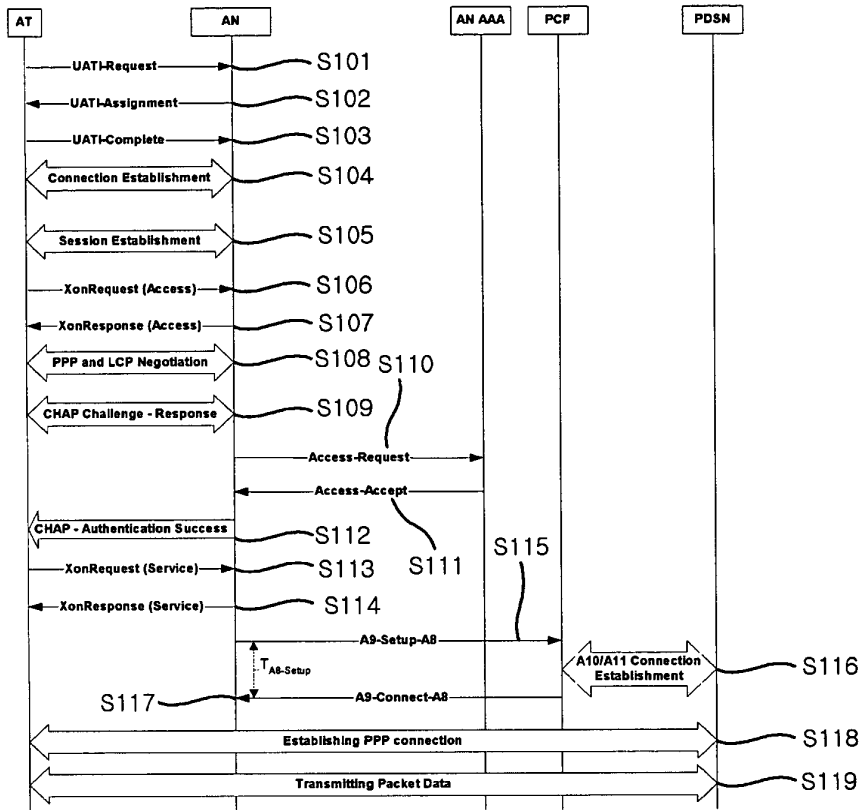 AT AN AN AAA PCF PDSN
UATI-Request S101
UATI-Assignment S102
UATI-Complete S103
Connection Establishment S104
Session Establishment S105
XonRequest (Access) S106
XonResponse (Access) S107
PPP and LCP Negotiation S108
S110
CHAP Challenge - Response S109
Access-Request
Access-Accept
CHAP - Authentication Success S112
S111
S115
XonRequest (Service) S113
XonResponse (Service) S114
A9-Setup-A8
TA8-Setup
A10/A11 Connection
Establishment
S116
S117 A9-Connect-A8
Establishing PPP connection S118
Transmitting Packet Data S119